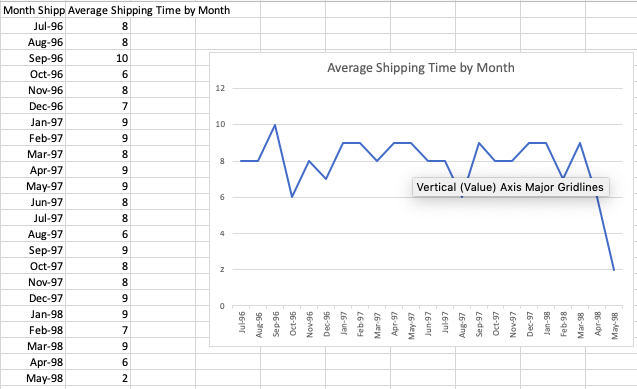 Month Shipp Average Shipping Time by Month
Jul-96 8
Aug-96 8
Sep-96 10
Oct-96 6
Nov-96 8
Dec-96 7
Jan-97 9
Feb-97 9
Mar-97 8
Apr-97 9
May-97 9
Jun-97 8
Jul-97 8
Aug-97 6
Sep-97 9
Oct-97 8
Nov-97 8
Dec-97 9
Jan-98 9
Feb-98 7
Mar-98 9
Apr-98 6
May-98 2
Average Shipping Time by Month
12
10
8
6
4
2
0
Vertical (Value) Axis Major Gridlines
Jul-96
Aug-96
Sep-96
Oct-96
Nov-96
Dec-96
Jan-97
Feb-97
Mar-97
Apr-97
May-97
Jun-97
Jul-97
Aug-97
Sep-97
Oct-97
Nov-97
Dec-97
Jan-98
Feb-98
Mar-98
Apr-98
May-98